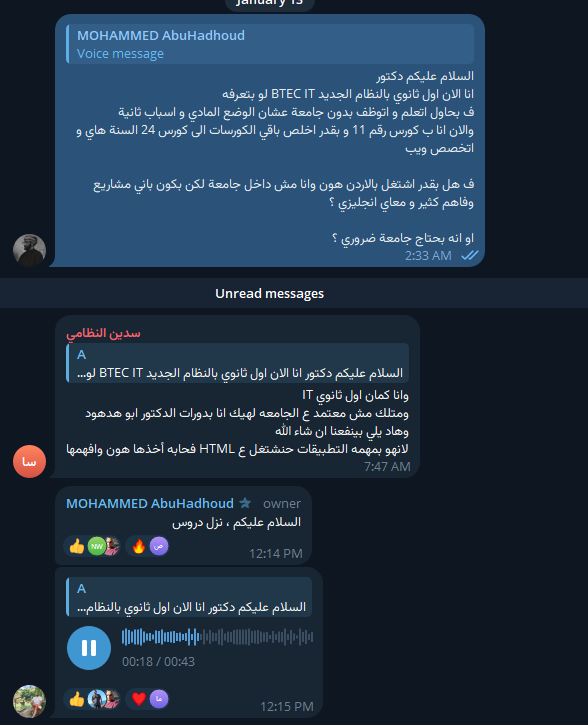 January 13
MOHAMMED AbuHadhoud
Voice message
السلام عليكم دكتور
انا الان اول ثانوي بالنظام الجديد BTEC IT لو بتعرفه
ف بحاول اتعلم و اتوظف بدون جامعة عشان الوضع المادي و اسباب ثانية
والان انا ب كورس رقم 11 و بقدر اخلص باقي الكورسات الى كورس 24 السنة هاي و
اتخصص ويب
ف هل بقدر اشتغل بالاردن هون وانا مش داخل جامعة لكن بكون باني مشاريع
وفاهم كثير و معاي انجليزي ؟
او انه بحتاج جامعة ضروري ؟
2:33 AM
Unread messages
سدين النظامي
A
السلام عليكم دكتور انا الان اول ثانوي بالنظام الجديد BTEC IT لو...
وانا كمان اول ثانوي IT
ومتلك مش معتمد ع الجامعه لهيك انا بدورات الدكتور ابو هدهود
وهاد يلي بينفعنا ان شاء الله
لانهو بمهمه التطبيقات حنشتغل ع HTML فحابه أخذها هون وافهمها
سا
7:47 AM
MOHAMMED AbuHadhoud owner
السلام عليكم ، نزل دروس
NW
ص
12:14 PM
A
السلام عليكم دكتور انا الان اول ثانوي بالنظام...
00:18 / 00:43
ما
12:15 PM